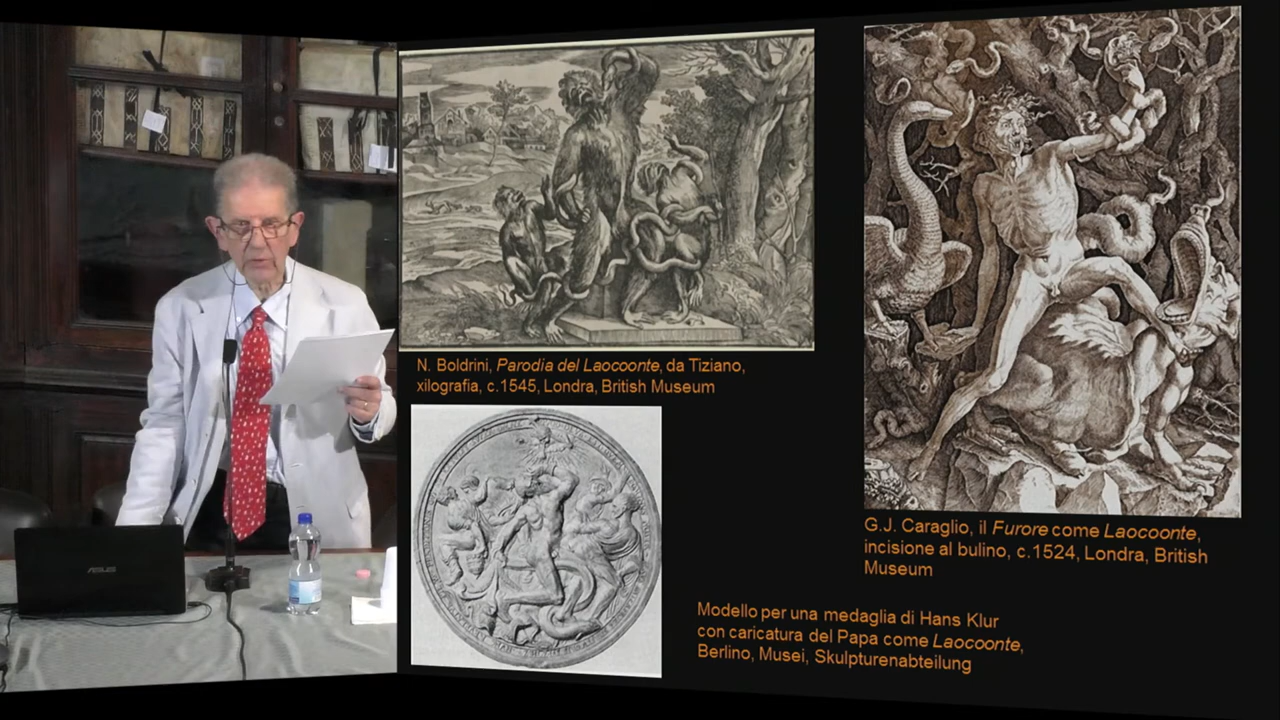 N. Boldrini, Parodia del Laocoonte, da Tiziano,
xilografia, c.1545, Londra, British Museum
G.J. Caraglio, il Furore come Laocoonte,
incisione al bulino, c.1524, Londra, British
Museum
Modello per una medaglia di Hans Klur
con caricatura del Papa come Laocoonte,
Berlino, Musei, Skulpturenabteilung
ASUS